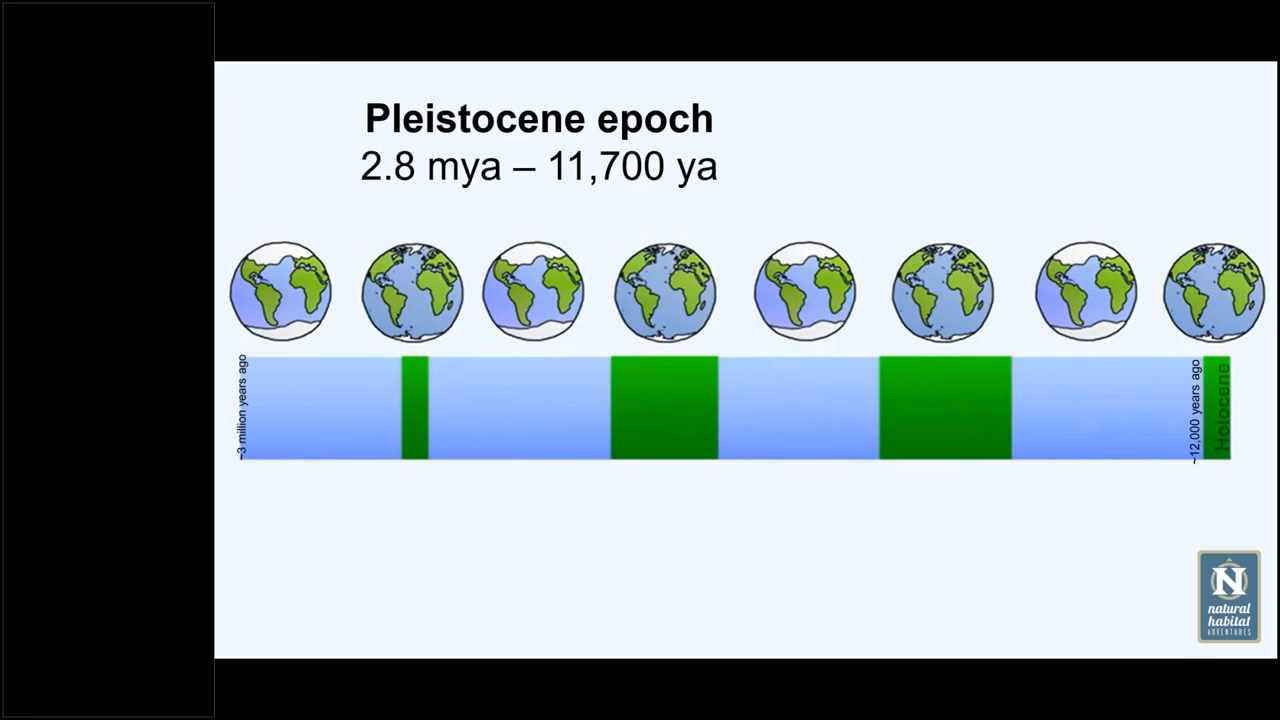 Pleistocene epoch
2.8 mya – 11,700 ya
~3 million years ago
~12,000 years ago
Holocene
N
natural
habitat
ADVENTURES